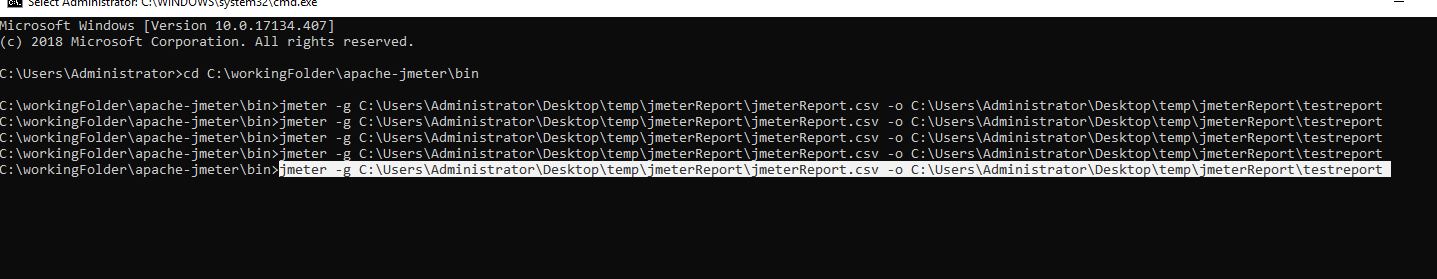 Select Administrator: C:\WINDOWS\system32\cmd.exe
Microsoft Windows [Version 10.0.17134.407]
(c) 2018 Microsoft Corporation. All rights reserved.
C:\Users\Administrator>cd C:\workingFolder\apache-jmeter\bin
C:\workingFolder\apache-jmeter\bin>jmeter -g C:\Users\Administrator\Desktop\temp\jmeterReport\jmeterReport.csv -o C:\Users\Administrator\Desktop\temp\jmeterReport\testreport
C:\workingFolder\apache-jmeter\bin>jmeter -g C:\Users\Administrator\Desktop\temp\jmeterReport\jmeterReport.csv -o C:\Users\Administrator\Desktop\temp\jmeterReport\testreport
C:\workingFolder\apache-jmeter\bin>jmeter -g C:\Users\Administrator\Desktop\temp\jmeterReport\jmeterReport.csv -o C:\Users\Administrator\Desktop\temp\jmeterReport\testreport
C:\workingFolder\apache-jmeter\bin>jmeter -g C:\Users\Administrator\Desktop\temp\jmeterReport\jmeterReport.csv -o C:\Users\Administrator\Desktop\temp\jmeterReport\testreport
C:\workingFolder\apache-jmeter\bin>jmeter -g C:\Users\Administrator\Desktop\temp\jmeterReport\jmeterReport.csv -o C:\Users\Administrator\Desktop\temp\jmeterReport\testreport